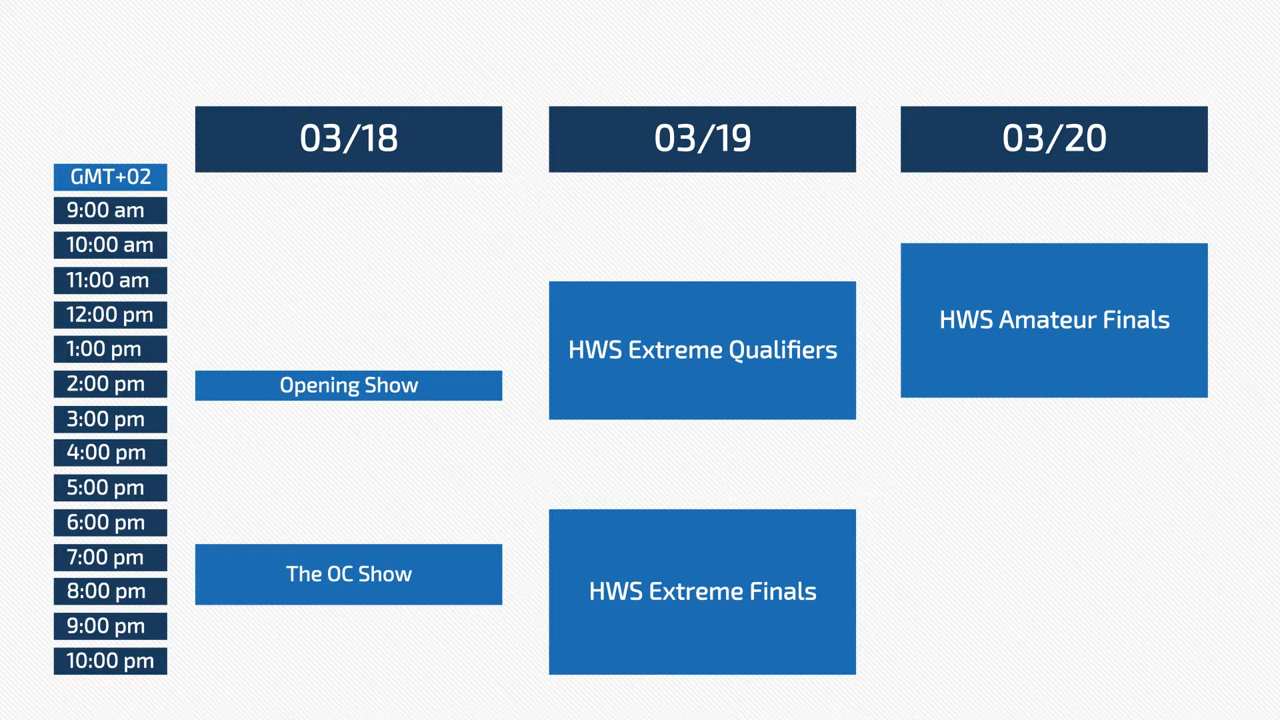 03/18
03/19
03/20
GMT+02
9:00 am
10:00 am
11:00 am
12:00 pm
1:00 pm
2:00 pm
3:00 pm
4:00 pm
5:00 pm
6:00 pm
7:00 pm
8:00 pm
9:00 pm
10:00 pm
Opening Show
The OC Show
HWS Extreme Qualifiers
HWS Extreme Finals
HWS Amateur Finals